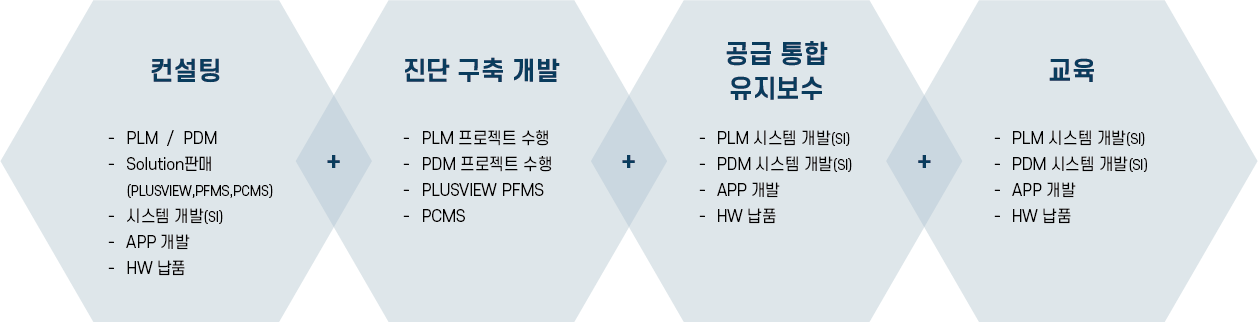 컨설팅
- PLM / PDM
- Solution판매
(PLUSVIEW,PFMS,PCMS)
- 시스템 개발(SI)
- APP 개발
- HW 납품
+
진단 구축 개발
- PLM 프로젝트 수행
- PDM 프로젝트 수행
- PLUSVIEW PFMS
- PCMS
+
공급 통합
유지보수
- PLM 시스템 개발(SI)
- PDM 시스템 개발(SI)
- APP 개발
- HW 납품
+
교육
- PLM 시스템 개발(SI)
- PDM 시스템 개발(SI)
- APP 개발
- HW 납품